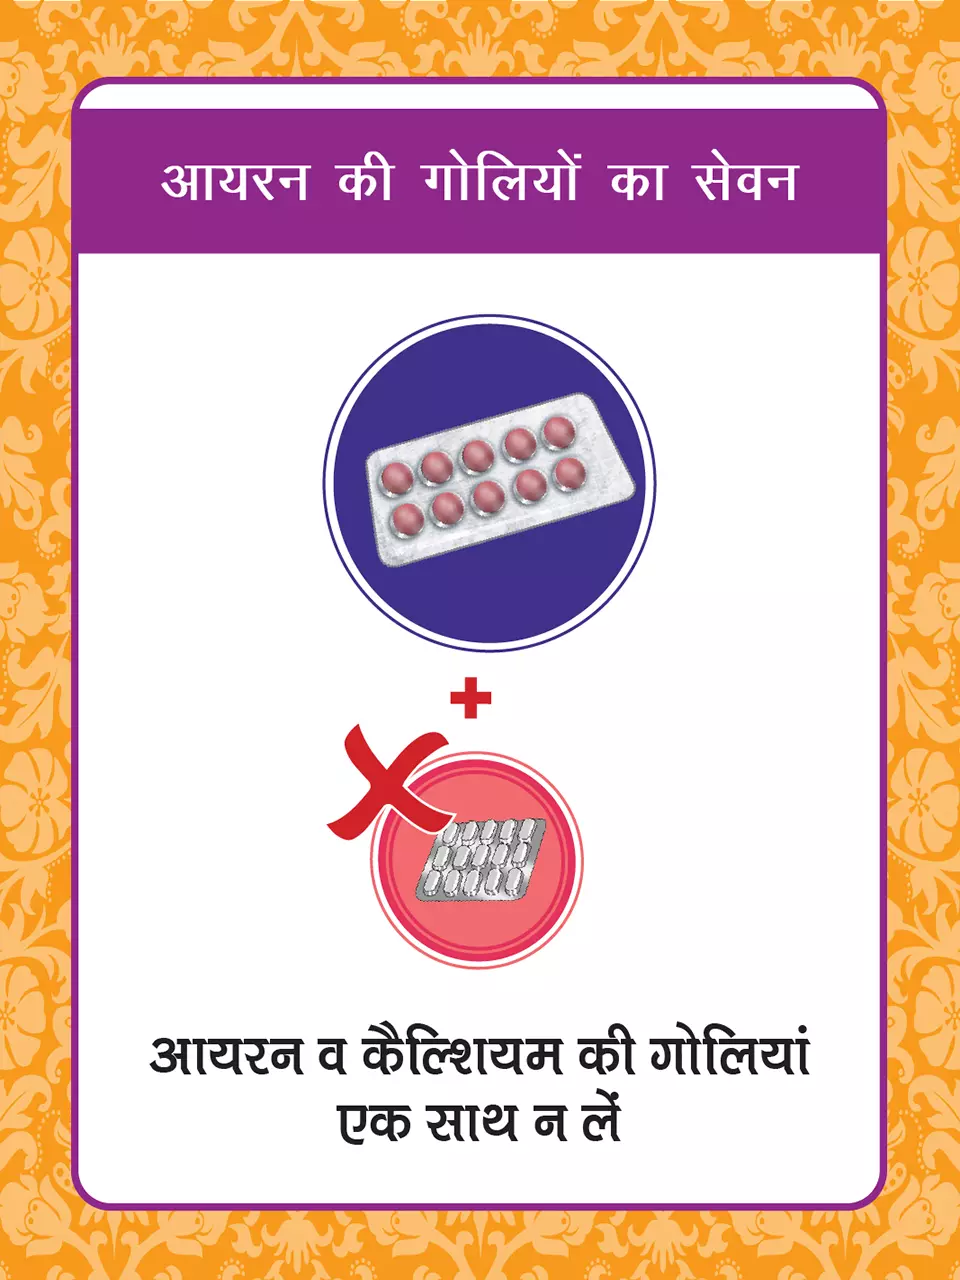 आयरन की गोलियों का सेवन
आयरन व कैल्शियम की गोलियां
एक साथ न लें